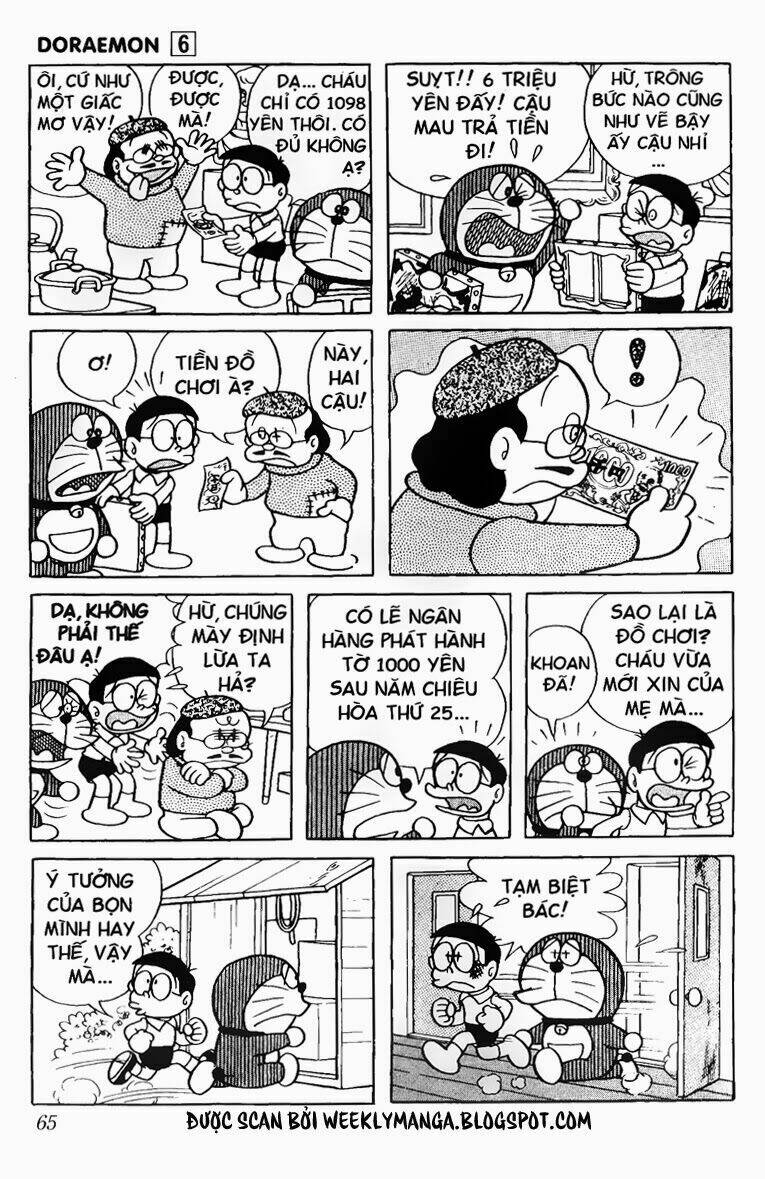 DORAEMON 6
HỪ, TRÔNG
BỨC NÀO CŨNG
NHƯ VẼ BẬY
ẤY CẬU NHỈ
...
SUỴT!! 6 TRIỆU
YÊN ĐẤY! CẬU
MAU TRẢ TIỀN
ĐI!
DẠ... CHÁU
CHỈ CÓ 1098
YÊN THÔI. CÓ
ĐỦ KHÔNG
Ạ?
ĐƯỢC,
ĐƯỢC
MÀ!
ÔI, CỨ NHƯ
MỘT GIẤC
MƠ VẬY!
!
1000
NÀY,
HAI
CẬU!
TIỀN ĐỒ
CHƠI À?
Ơ!
SAO LẠI LÀ
ĐỒ CHƠI?
CHÁU VỪA
MỚI XIN CỦA
MẸ MÀ...
KHOAN
ĐÃ!
CÓ LẼ NGÂN
HÀNG PHÁT HÀNH
TỜ 1000 YÊN
SAU NĂM CHIÊU
HÒA THỨ 25...
HỪ, CHÚNG
MÀY ĐỊNH
LỪA TA
HẢ?
DẠ, KHÔNG
PHẢI THẾ
ĐÂU Ạ!
TẠM BIỆT
BÁC!
Ý TƯỞNG
CỦA BỌN
MÌNH HAY
THẾ, VẬY
MÀ...
65
ĐƯỢC SCAN BỞI WEEKLYMANGA.BLOGSPOT.COM